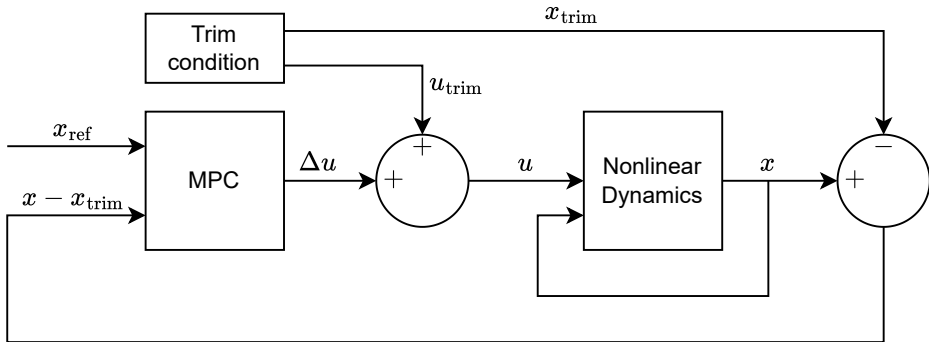 x_trim
Trim
condition
u_trim
x_ref
+
−
MPC
Δu
+
u
Nonlinear
Dynamics
x
+
x − x_trim